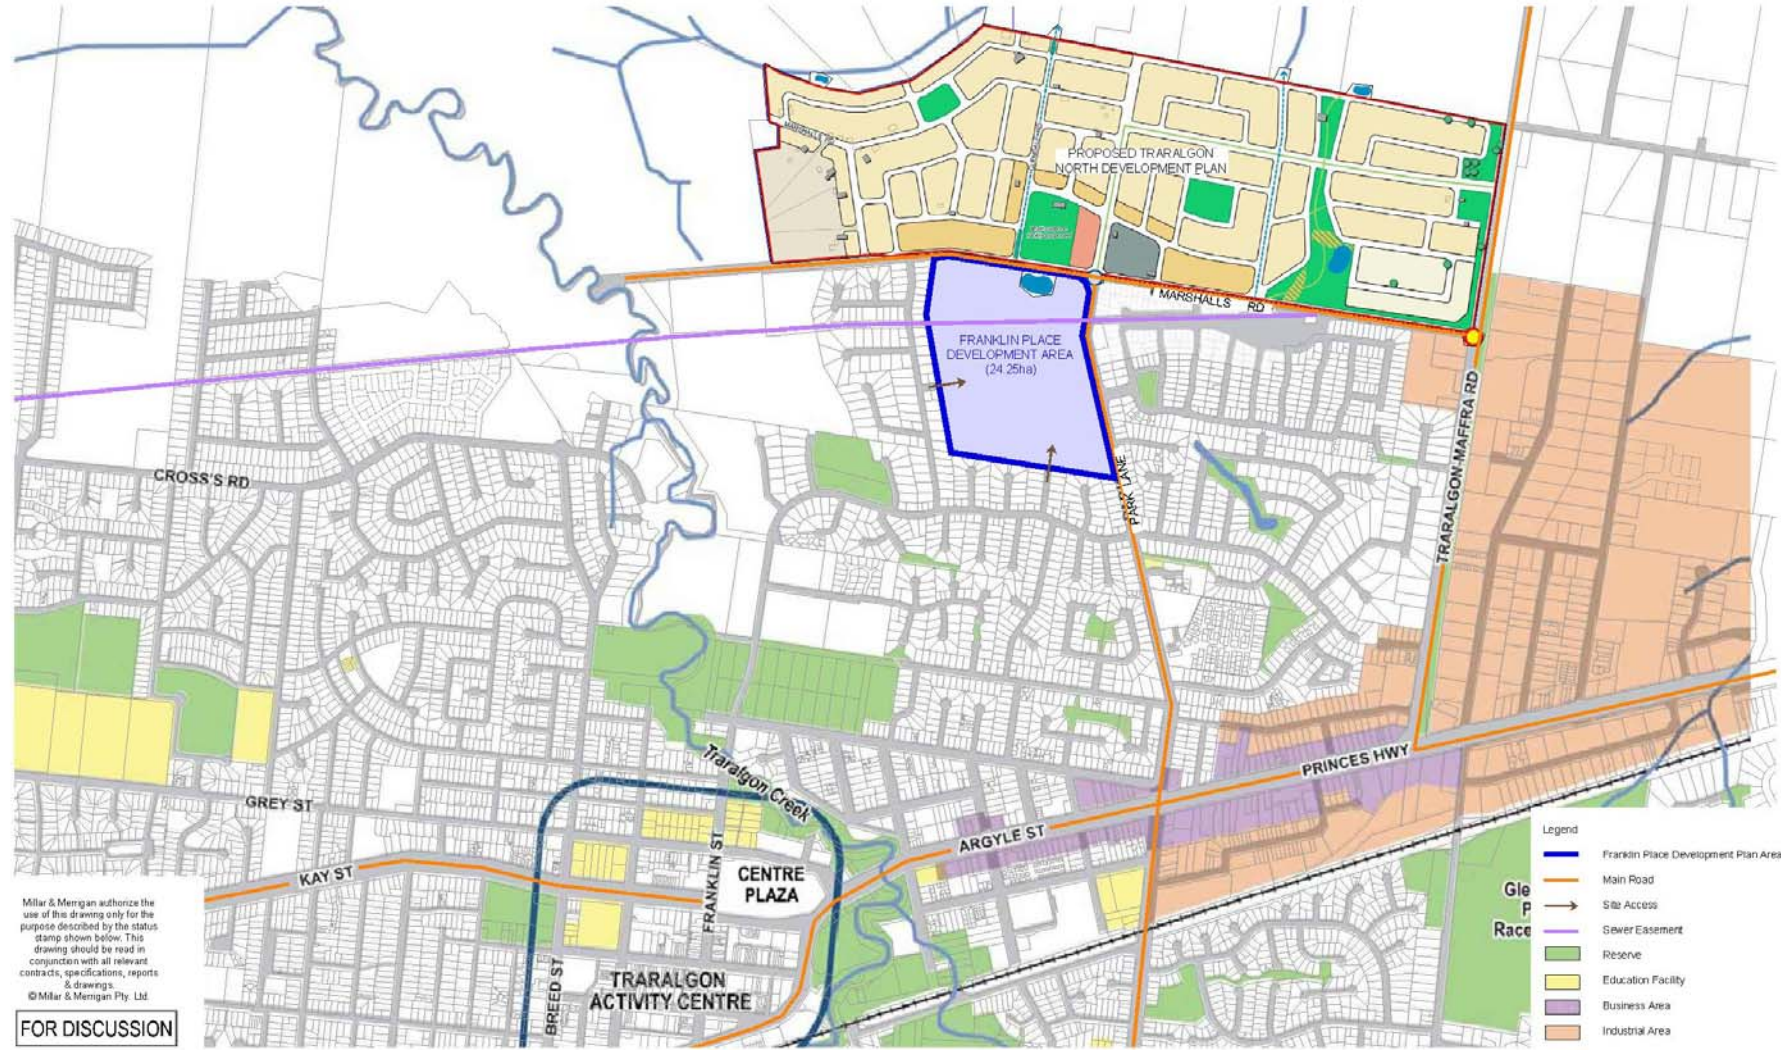 MARSHALLS RD
PROPOSED TRARALGON
NORTH DEVELOPMENT PLAN
MARSHALLS RD
FRANKLIN PLACE
DEVELOPMENT AREA
(24.25ha)
CROSS'S RD
PARK LANE
TRARALGON-MAFFRA RD
PRINCES HWY
Traralgon Creek
GREY ST
ARGYLE ST
KAY ST
FRANKLIN ST
CENTRE
PLAZA
BREED ST
TRARALGON
ACTIVITY CENTRE
Gle
P
Race
Legend
Franklin Place Development Plan Area
Main Road
Site Access
Sewer Easement
Reserve
Education Facility
Business Area
Industrial Area
Millar & Merrigan authorize the
use of this drawing only for the
purpose described by the status
stamp shown below. This
drawing should be read in
conjunction with all relevant
contracts, specifications, reports
& drawings.
© Millar & Merrigan Pty. Ltd.
FOR DISCUSSION